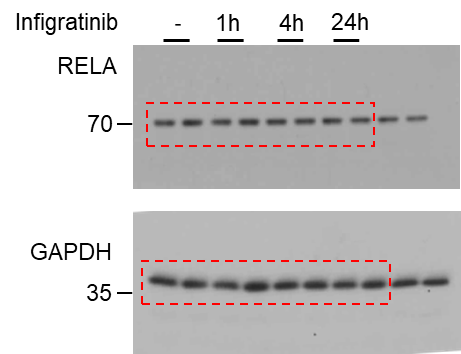 Infigratinib - 1h 4h 24h
RELA
70
GAPDH
35